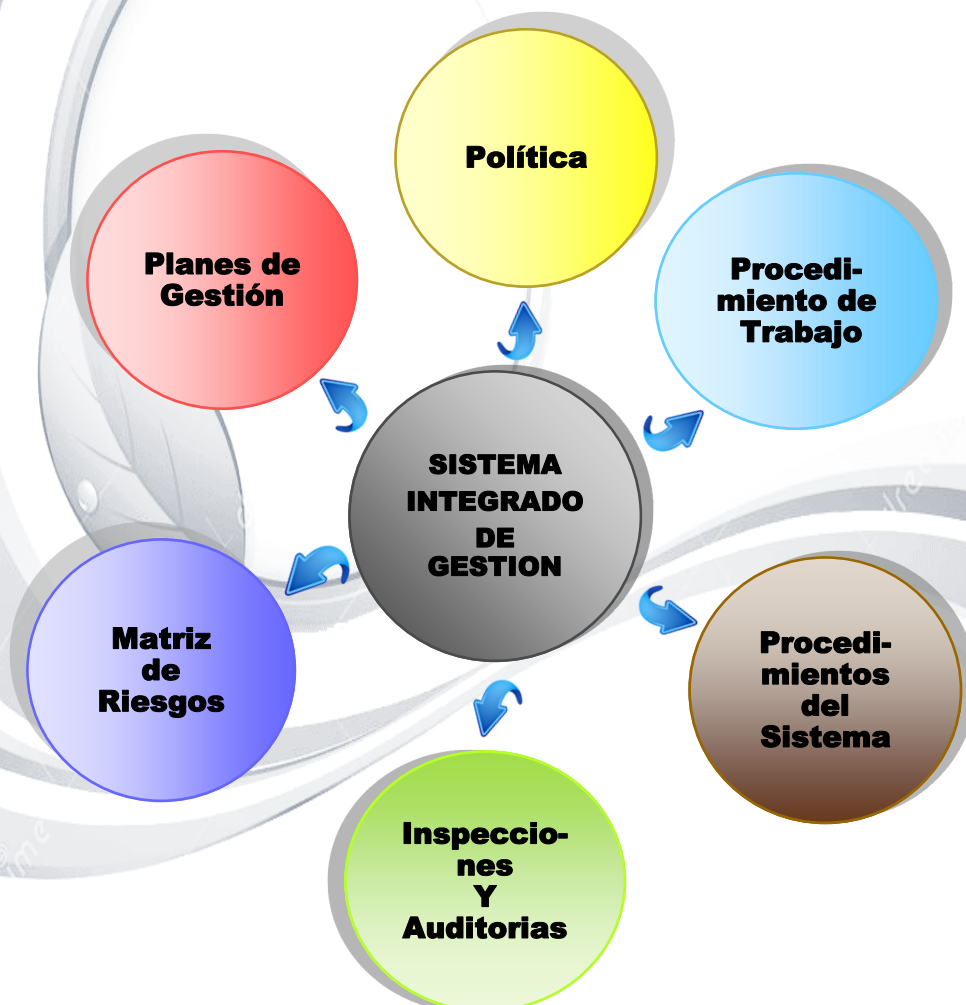 Política
Planes de
Gestión
Procedi-
miento de
Trabajo
SISTEMA
INTEGRADO
DE
GESTION
Matriz
de
Riesgos
Procedi-
mientos
del
Sistema
Inspeccio-
nes
Y
Auditorias